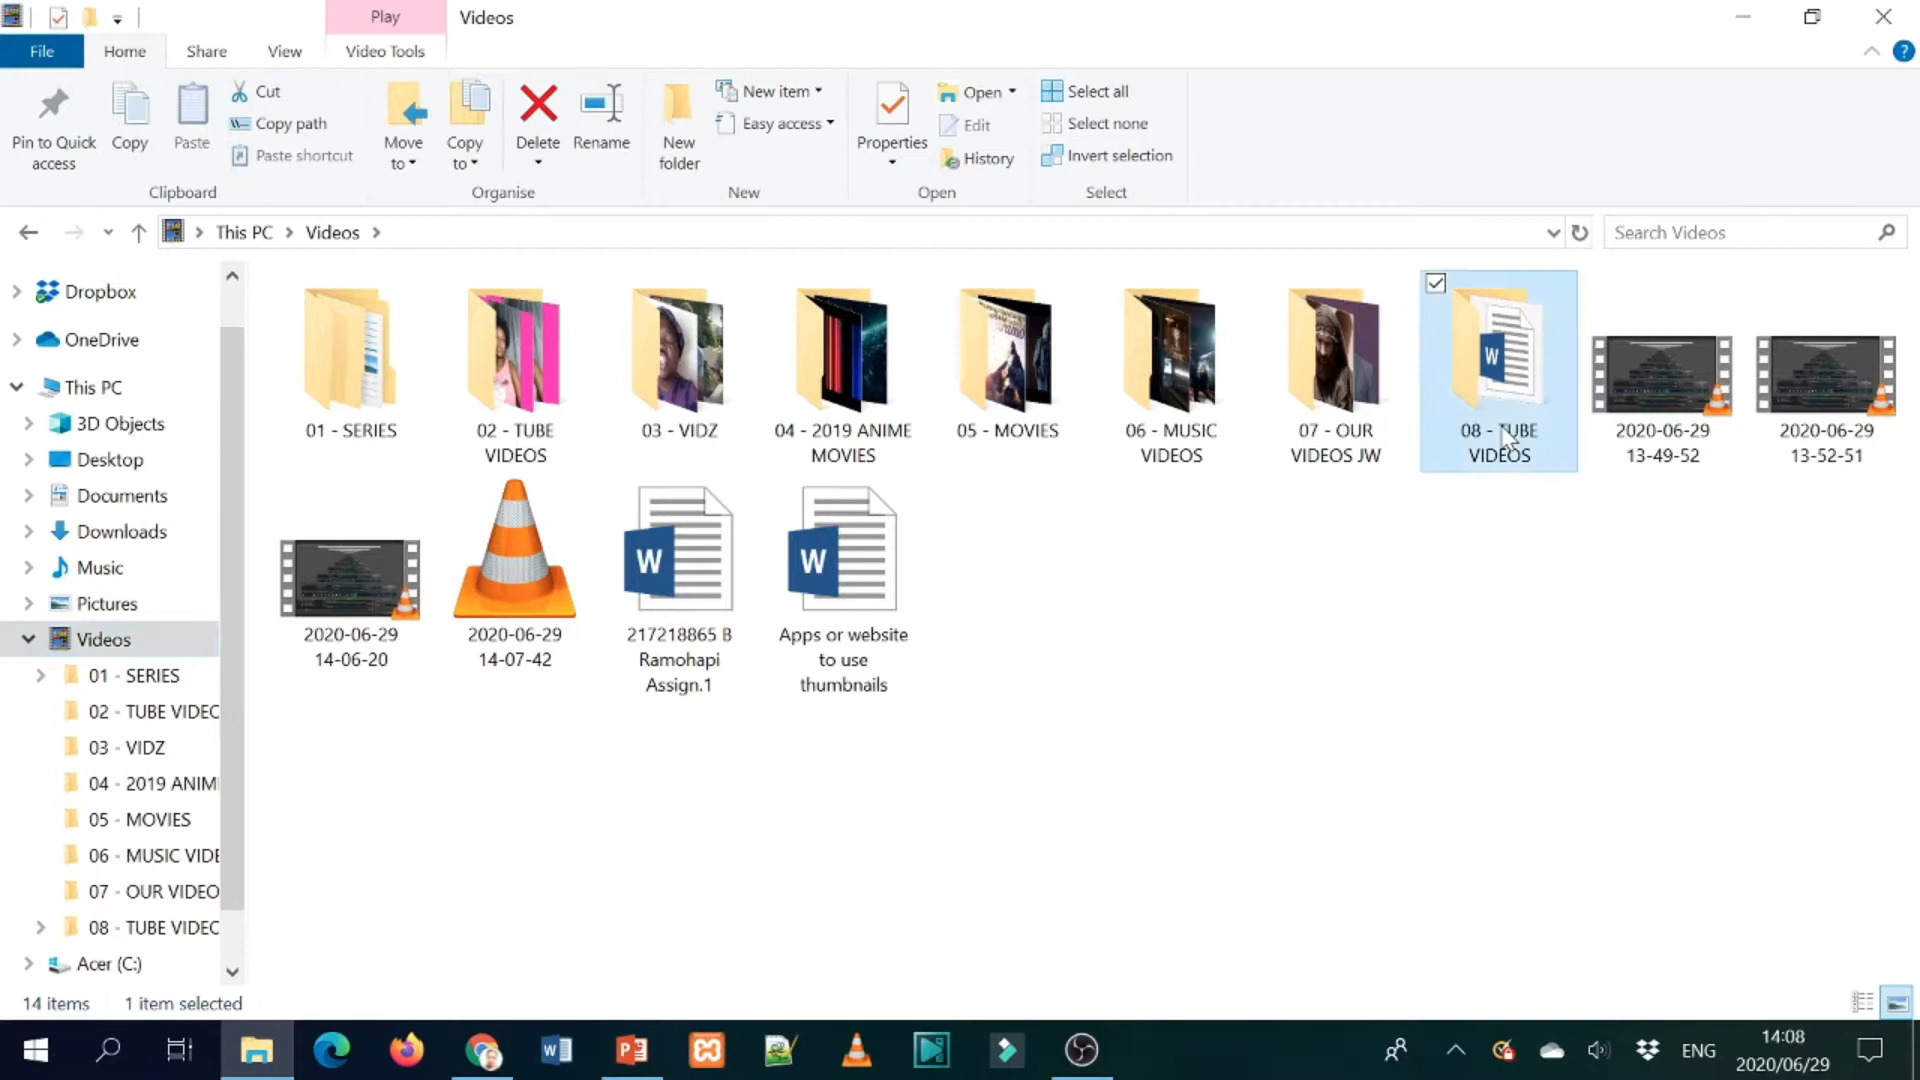 Play
Videos
File
Home
Share
View
Video Tools
Pin to Quick
access
Copy
Paste
Cut
Copy path
Paste shortcut
Clipboard
Move
to
Copy
to
Delete
Rename
Organise
New
folder
New item
Easy access
New
Properties
Open
Edit
History
Open
Select all
Select none
Invert selection
Select
This PC
Videos
Search Videos
Dropbox
OneDrive
This PC
3D Objects
Desktop
Documents
Downloads
Music
Pictures
Videos
01 - SERIES
02 - TUBE VIDEO
03 - VIDZ
04 - 2019 ANIM
05 - MOVIES
06 - MUSIC VIDE
07 - OUR VIDEO
08 - TUBE VIDEO
Acer (C:)
01 - SERIES
02 - TUBE
VIDEOS
03 - VIDZ
04 - 2019 ANIME
MOVIES
05 - MOVIES
06 - MUSIC
VIDEOS
07 - OUR
VIDEOS JW
08 - TUBE
VIDEOS
2020-06-29
13-49-52
2020-06-29
13-52-51
2020-06-29
14-06-20
2020-06-29
14-07-42
217218865 B
Ramohapi
Assign.1
Apps or website
to use
thumbnails
14 items
1 item selected
ENG
14:08
2020/06/29